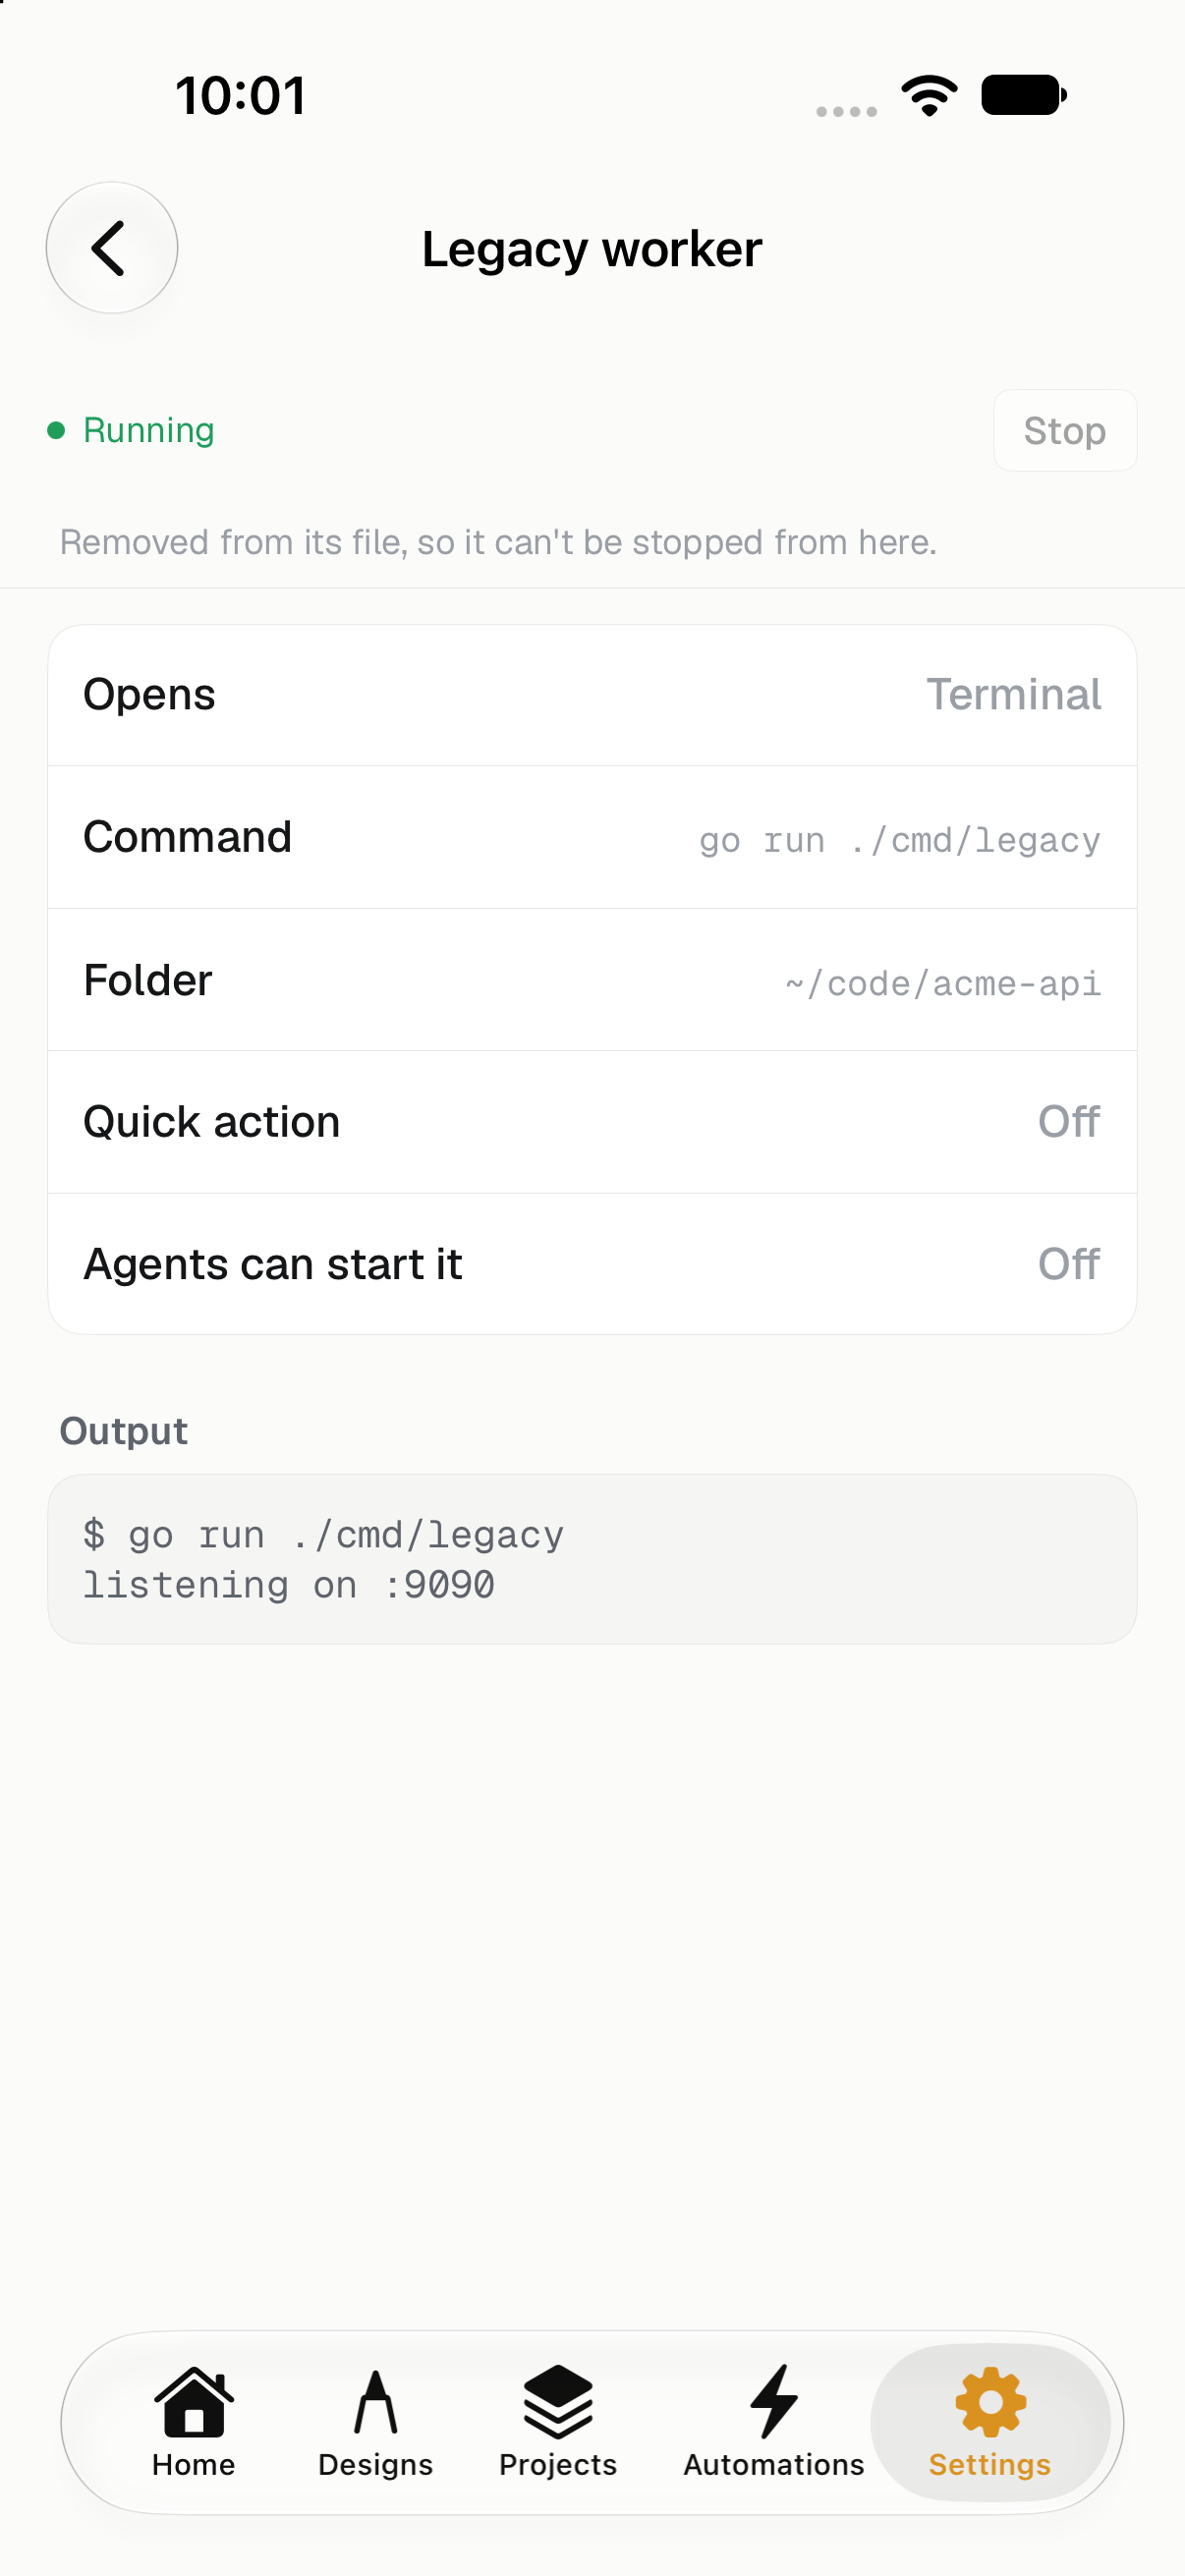 10:01
Legacy worker
Running
Stop
Removed from its file, so it can't be stopped from here.
Opens
Terminal
Command
go run ./cmd/legacy
Folder
~/code/acme-api
Quick action
Off
Agents can start it
Off
Output
$ go run ./cmd/legacy
listening on :9090
Home
Designs
Projects
Automations
Settings